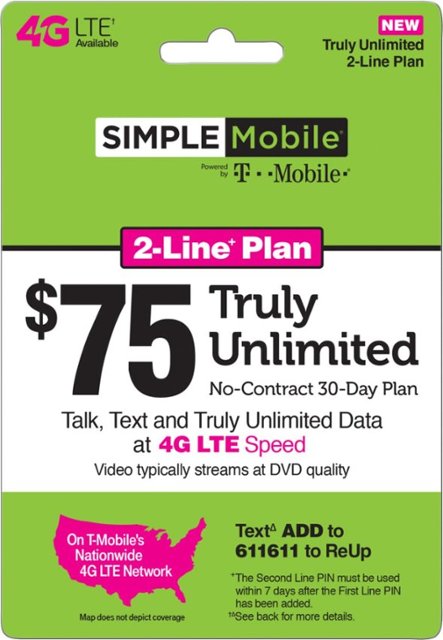 4G LTE† Available
NEW
Truly Unlimited
2-Line Plan
SIMPLE Mobile®
Powered by T··Mobile·®
2-Line⁺ Plan
$75 Truly Unlimited
No-Contract 30-Day Plan
Talk, Text and Truly Unlimited Data
at 4G LTE Speed
Video typically streams at DVD quality
On T-Mobile's
Nationwide
4G LTE Network
Map does not depict coverage
Text∆ ADD to
611611 to ReUp
⁺The Second Line PIN must be used
within 7 days after the First Line PIN
has been added.
†∆See back for more details.